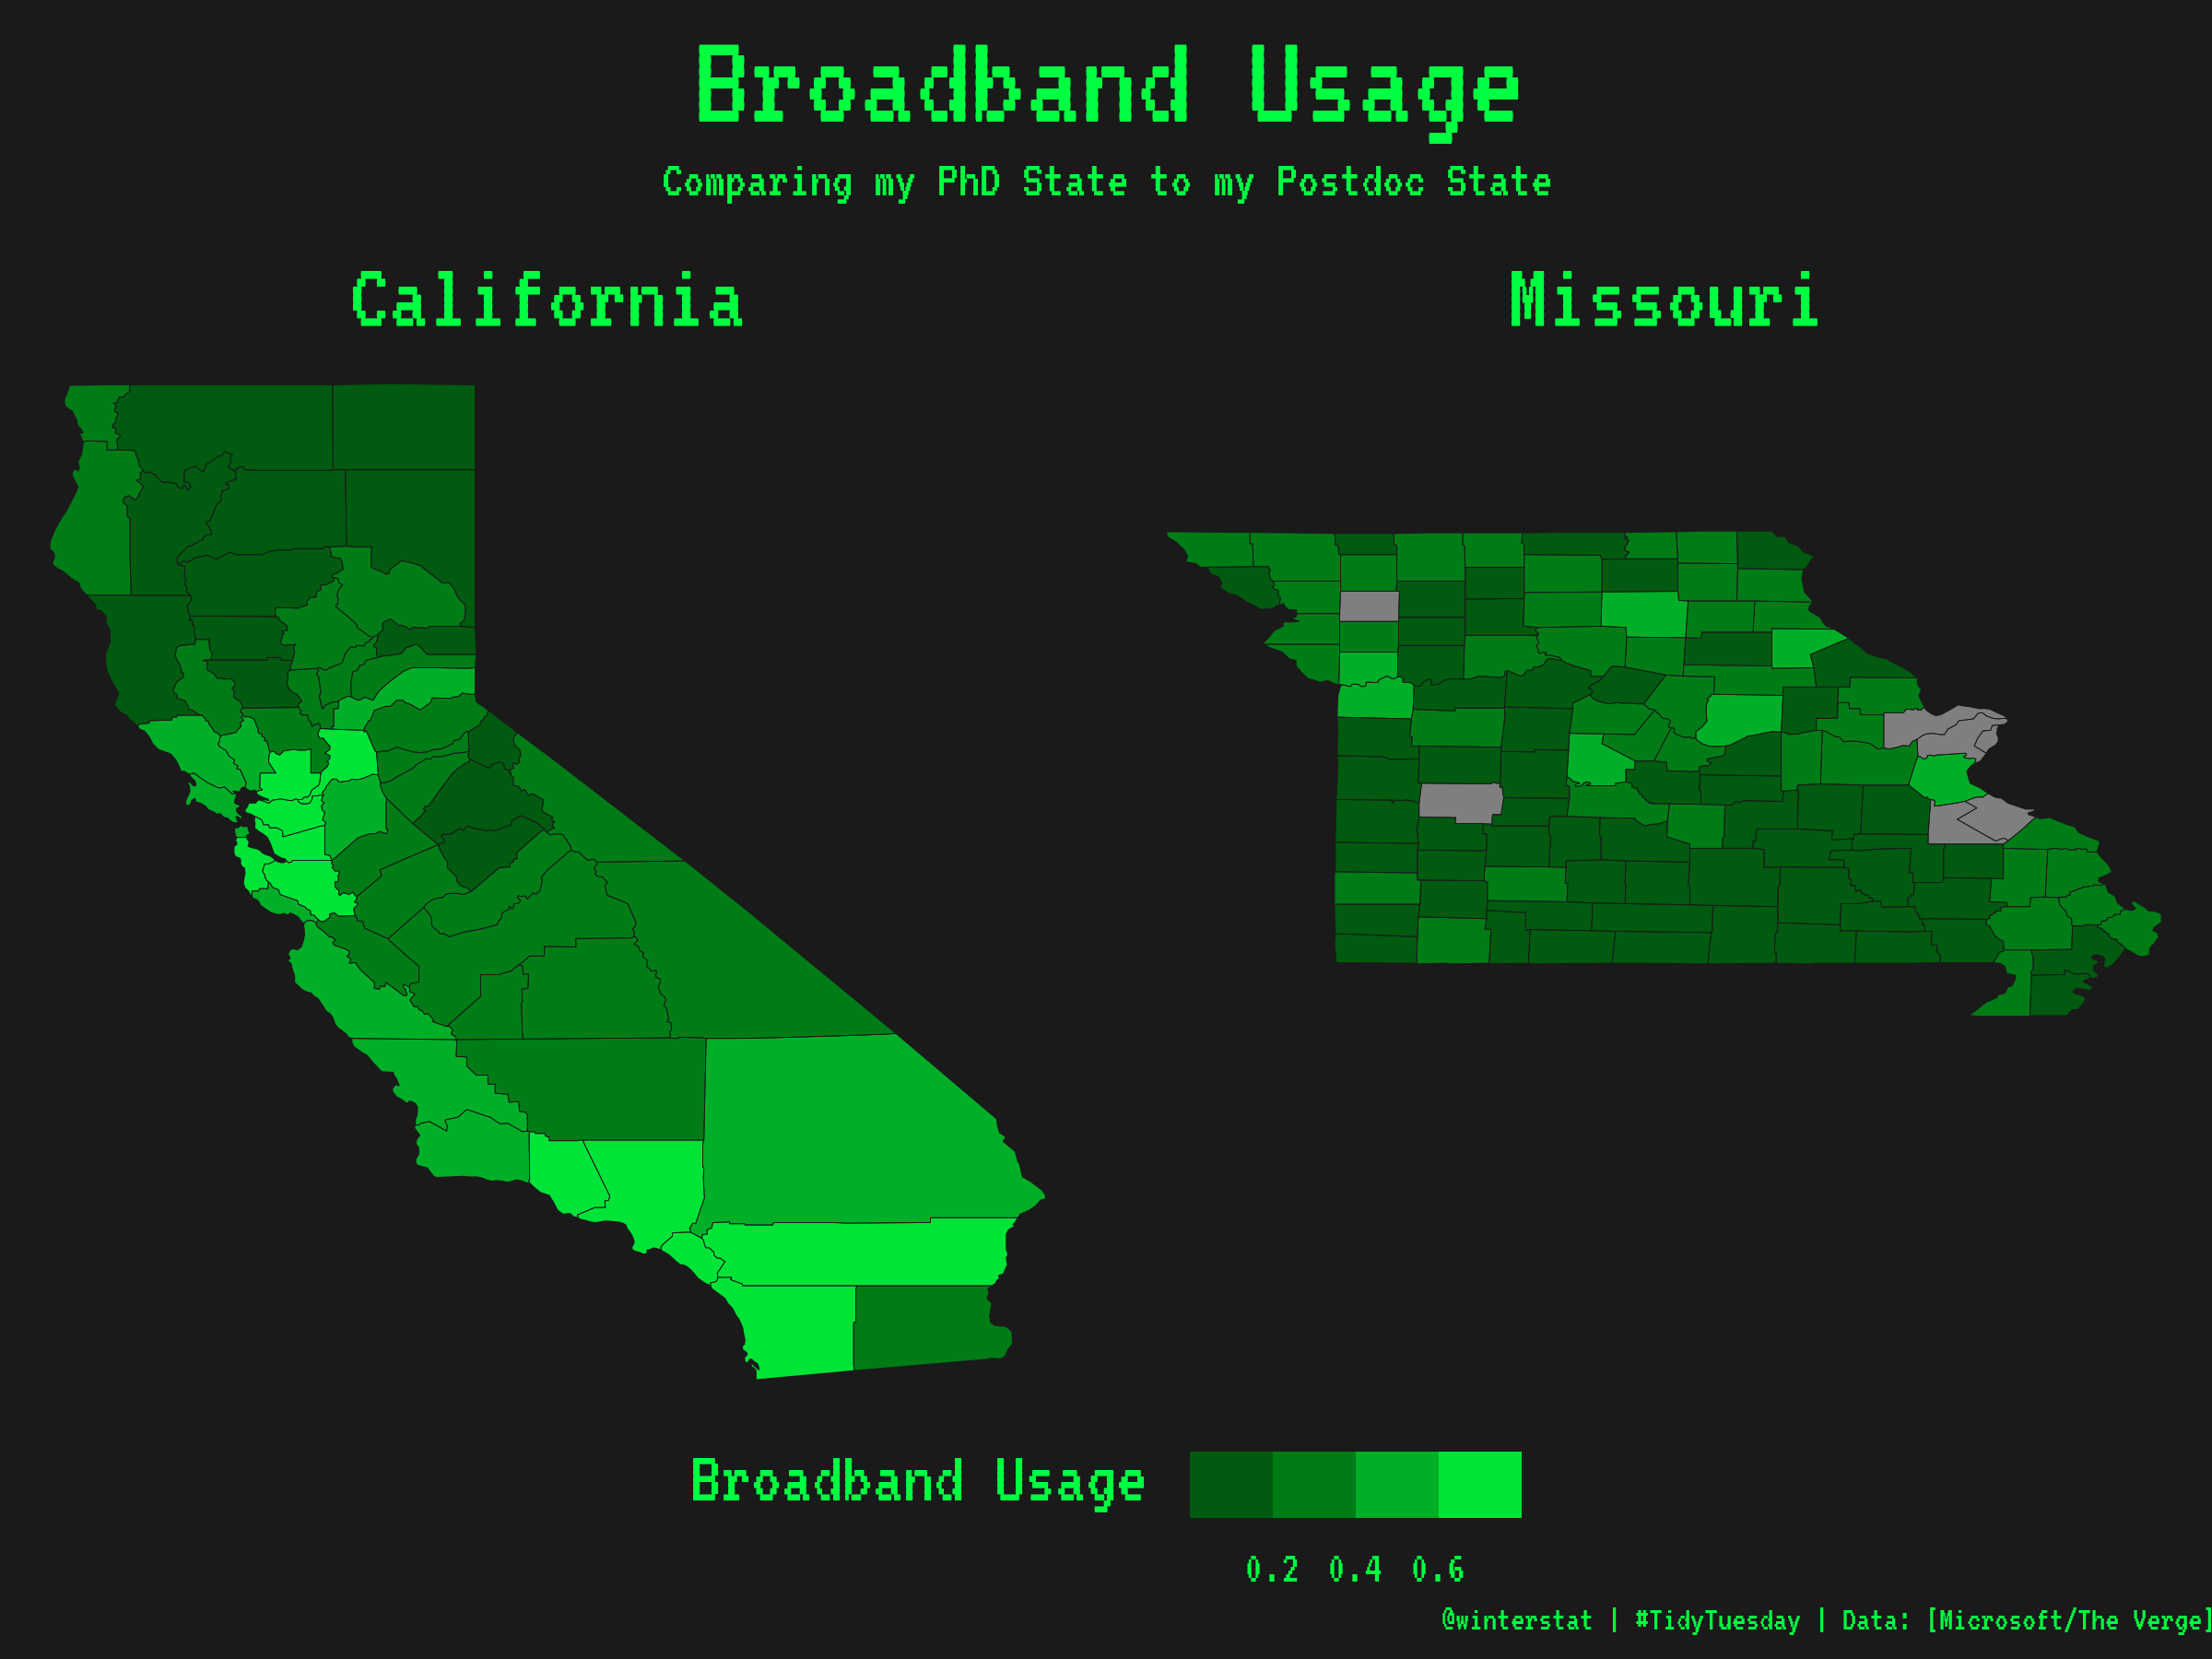 Broadband Usage
Comparing my PhD State to my Postdoc State
California
Missouri
Broadband Usage
0.2 0.4 0.6
@winterstat | #TidyTuesday | Data: [Microsoft/The Verge]